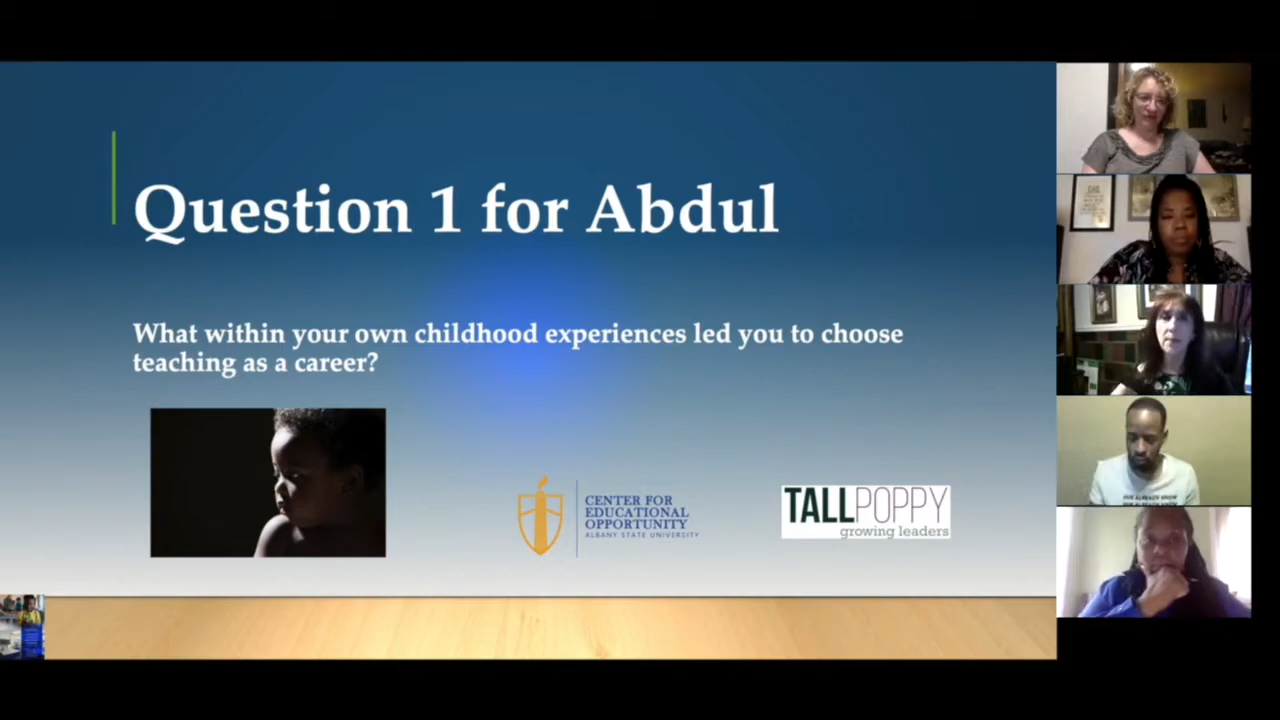 Question 1 for Abdul
What within your own childhood experiences led you to choose
teaching as a career?
CENTER FOR
EDUCATIONAL
OPPORTUNITY
ALBANY STATE UNIVERSITY
TALLPOPPY
growing leaders